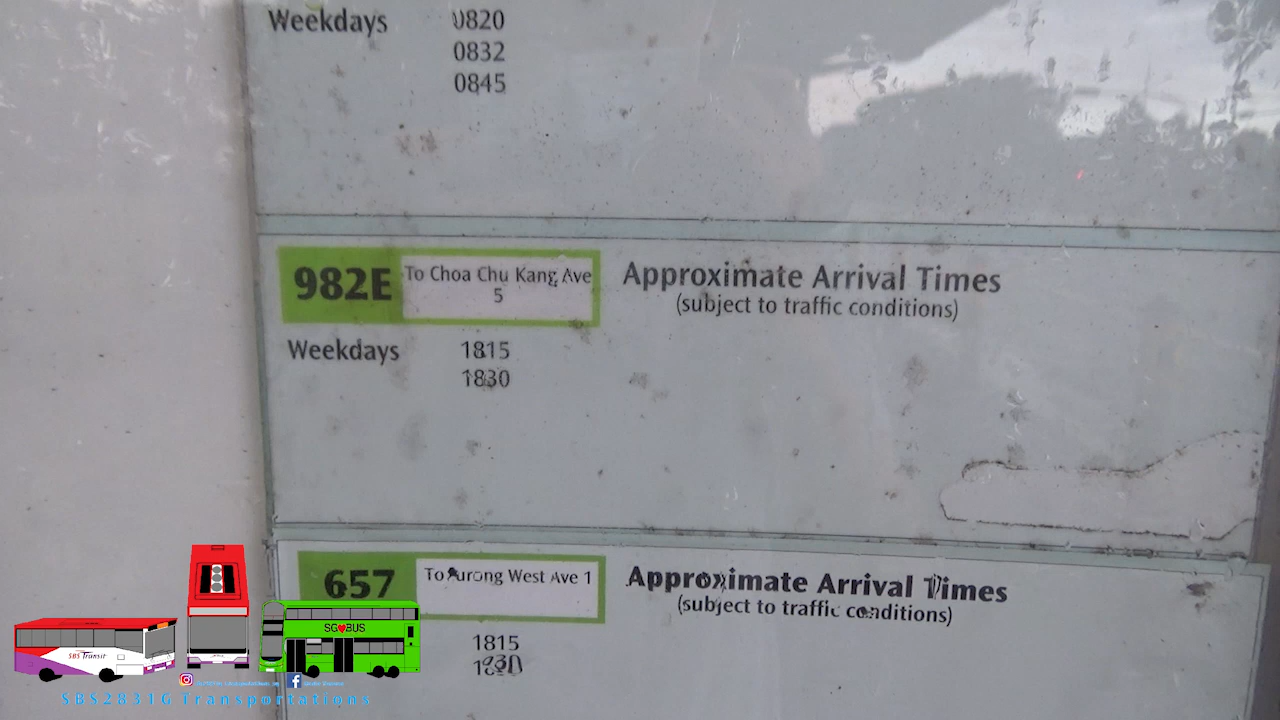 Weekdays 0820
0832
0845
982E To Choa Chu Kang Ave
5
Approximate Arrival Times
(subject to traffic conditions)
Weekdays 1815
1830
657 To Jurong West Ave 1
Approximate Arrival Times
(subject to traffic conditions)
1815
1830
SBS Transit
SG♥BUS
SBS2831G Transportations